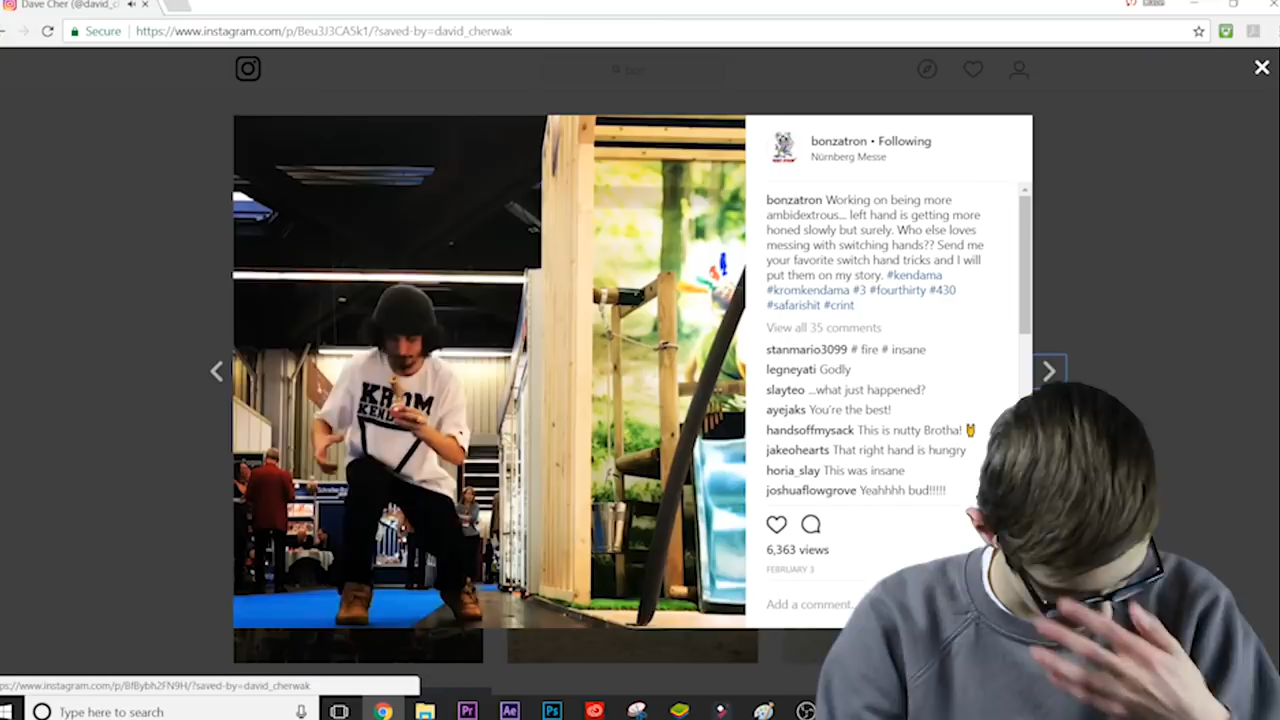 Dave Cher (@david_c
Secure
https://www.instagram.com/p/Beu3J3CA5k1/?saved-by=david_cherwak
bonzatron • Following
Nürnberg Messe
bonzatron Working on being more
ambidextrous... left hand is getting more
honed slowly but surely. Who else loves
messing with switching hands?? Send me
your favorite switch hand tricks and I will
put them on my story. #kendama
#kromkendama #3 #fourthirty #430
#safarishit #crint
View all 35 comments
stanmario3099 # fire # insane
legneyati Godly
slayteo ...what just happened?
ayejaks You're the best!
handsoffmysack This is nutty Brotha!
jakeohearts That right hand is hungry
horia_slay This was insane
joshuaflowgrove Yeahhhh bud!!!!!
6,363 views
FEBRUARY 3
Add a comment...
KROM
KENDAMA
ps://www.instagram.com/p/BfBybh2FN9H/?saved-by=david_cherwak
Type here to search
Pr
Ae
Ps